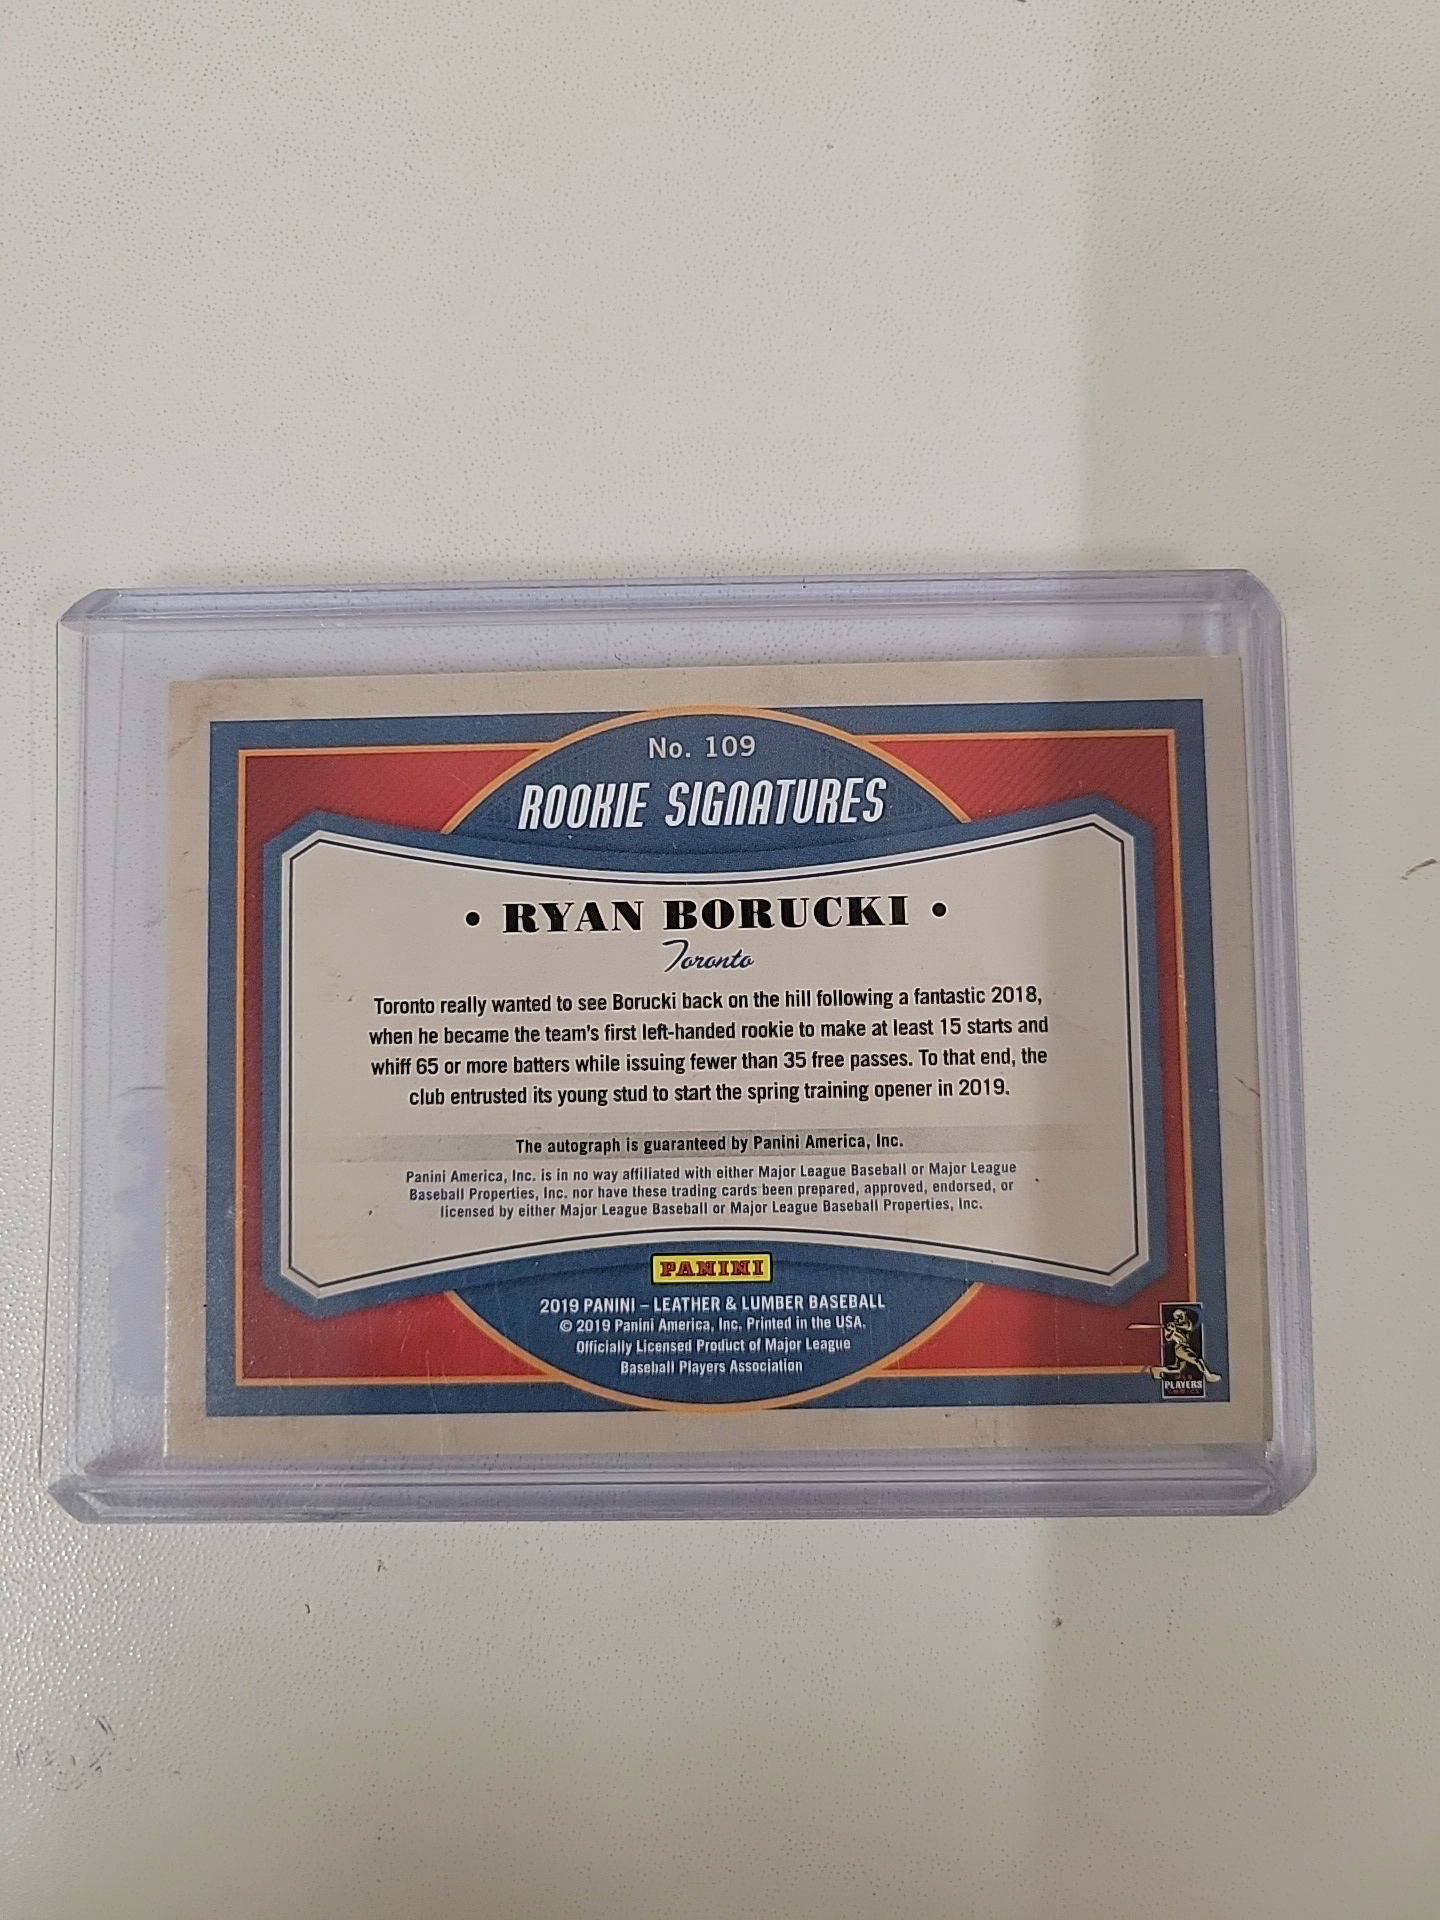 No. 109
ROOKIE SIGNATURES
• RYAN BORUCKI •
Toronto
Toronto really wanted to see Borucki back on the hill following a fantastic 2018,
when he became the team's first left-handed rookie to make at least 15 starts and
whiff 65 or more batters while issuing fewer than 35 free passes. To that end, the
club entrusted its young stud to start the spring training opener in 2019.
The autograph is guaranteed by Panini America, Inc.
Panini America, Inc. is in no way affiliated with either Major League Baseball or Major League
Baseball Properties, Inc. nor have these trading cards been prepared, approved, endorsed, or
licensed by either Major League Baseball or Major League Baseball Properties, Inc.
PANINI
2019 PANINI – LEATHER & LUMBER BASEBALL
© 2019 Panini America, Inc. Printed in the USA.
Officially Licensed Product of Major League
Baseball Players Association
PLAYERS